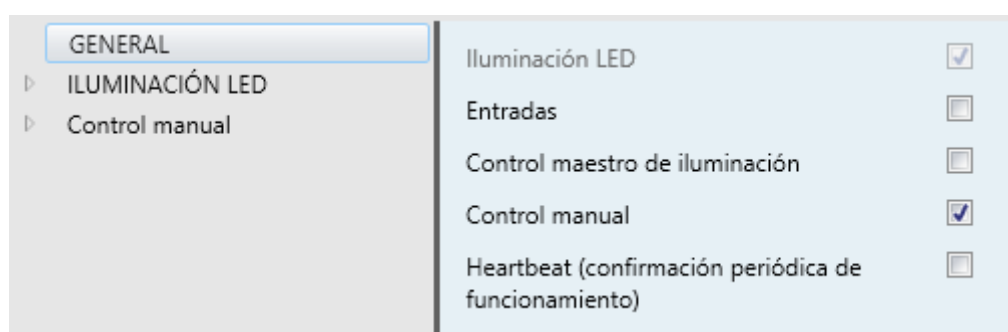 GENERAL
ILUMINACIÓN LED
Control manual
Iluminación LED
Entradas
Control maestro de iluminación
Control manual
Heartbeat (confirmación periódica de
funcionamiento)